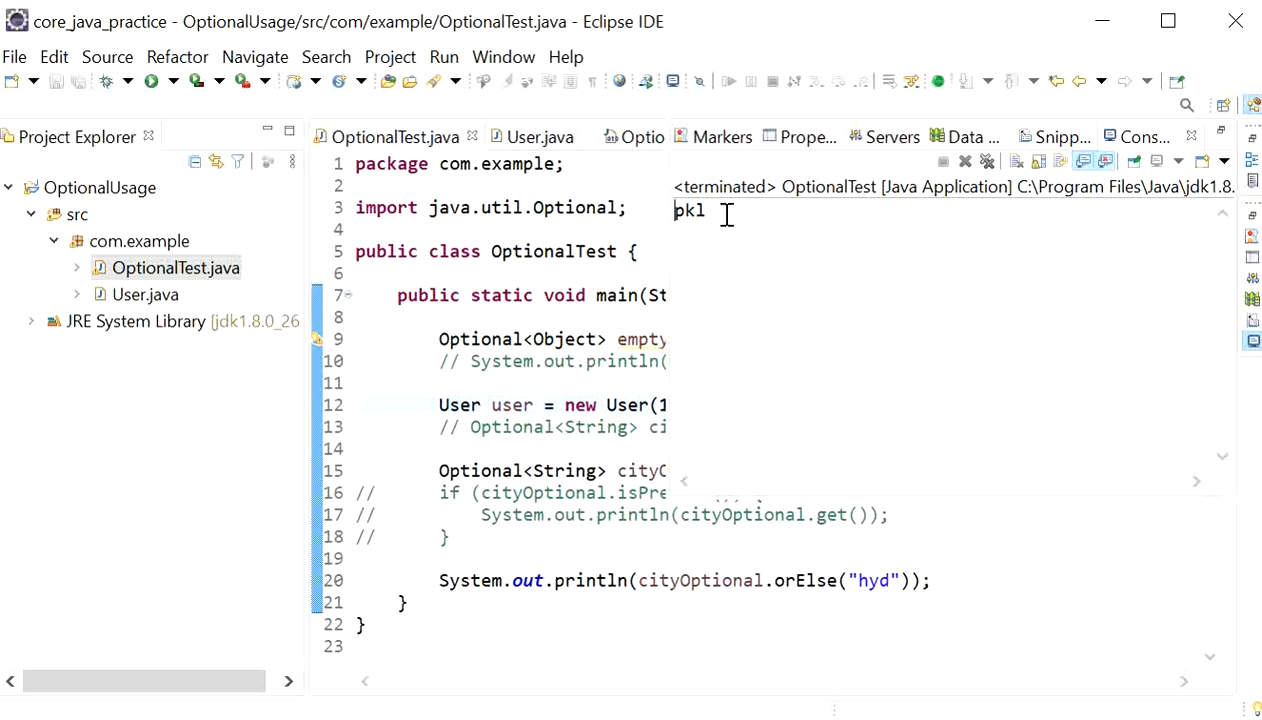 core_java_practice - OptionalUsage/src/com/example/OptionalTest.java - Eclipse IDE
File Edit Source Refactor Navigate Search Project Run Window Help
Project Explorer
OptionalUsage
src
com.example
OptionalTest.java
User.java
JRE System Library [jdk1.8.0_26
OptionalTest.java User.java Optio
1 package com.example;
2
3 import java.util.Optional;
4
5 public class OptionalTest {
6
7 public static void main(St
8
9 Optional<Object> empty
10 // System.out.println(
11
12 User user = new User(1
13 // Optional<String> ci
14
15 Optional<String> cityO
16 // if (cityOptional.isPre
17 // System.out.println(cityOptional.get());
18 // }
19
20 System.out.println(cityOptional.orElse("hyd"));
21 }
22 }
23
Markers Prope... Servers Data ... Snipp... Cons...
<terminated> OptionalTest [Java Application] C:\Program Files\Java\jdk1.8.
pkl